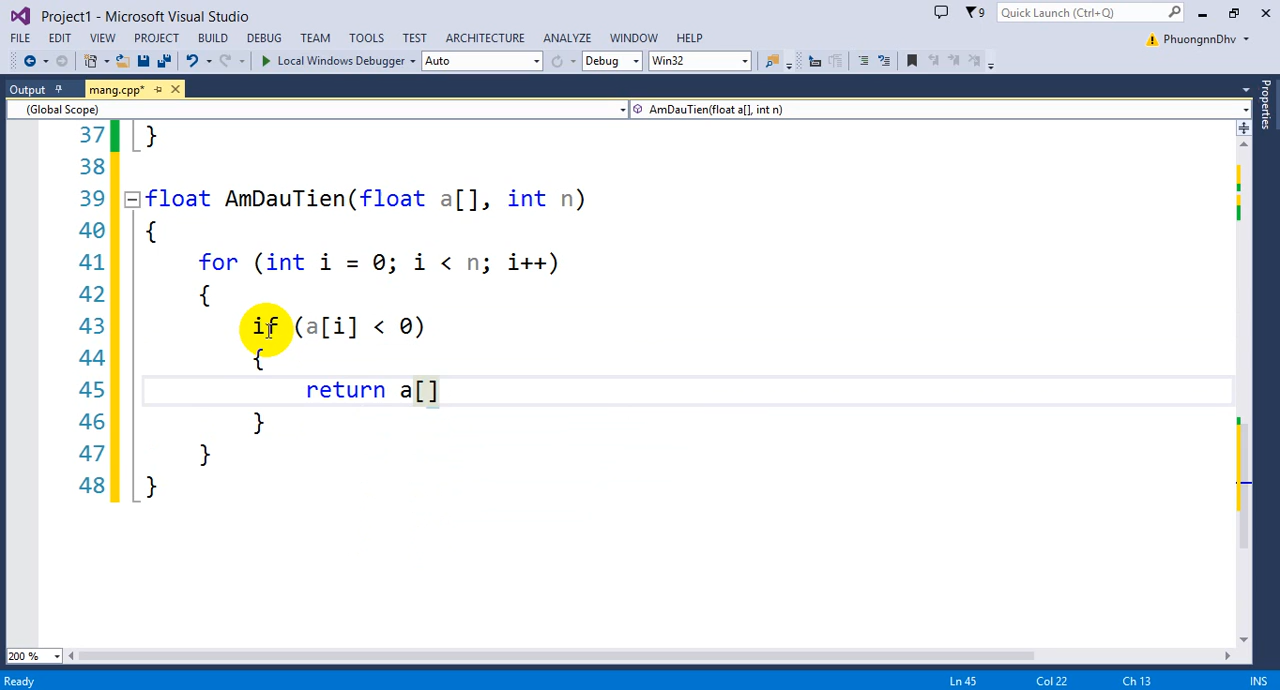 Project1 - Microsoft Visual Studio
9
Quick Launch (Ctrl+Q)
FILE EDIT VIEW PROJECT BUILD DEBUG TEAM TOOLS TEST ARCHITECTURE ANALYZE WINDOW HELP
PhuongnnDhv
Local Windows Debugger Auto Debug Win32
Output mang.cpp*
Properties
(Global Scope) AmDauTien(float a[], int n)
37 }
38
39 float AmDauTien(float a[], int n)
40 {
41 for (int i = 0; i < n; i++)
42 {
43 if (a[i] < 0)
44 {
45 return a[]
46 }
47 }
48 }
200 %
Ready Ln 45 Col 22 Ch 13 INS